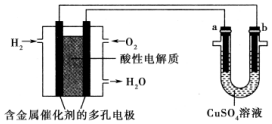 a b
H₂ O₂
酸性电解质
H₂O
含金属催化剂的多孔电极
CuSO₄溶液